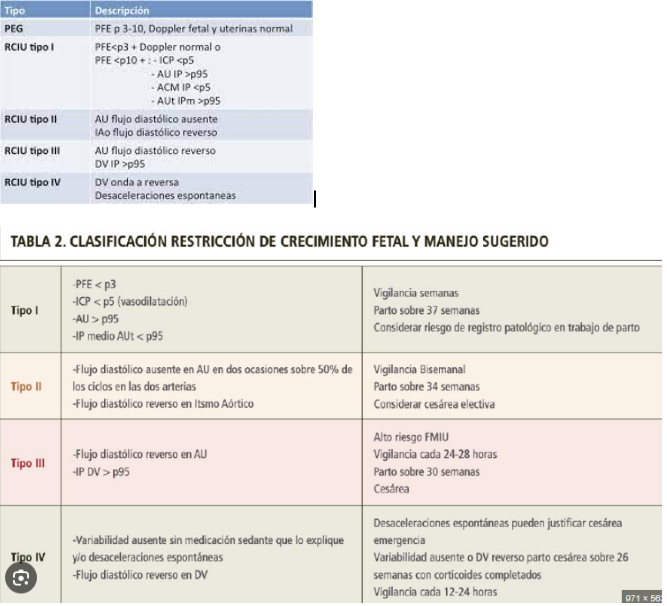 Tipo Descripción
PEG PFE p 3-10, Doppler fetal y uterinas normal
RCIU tipo I PFE<p3 + Doppler normal o
PFE <p10 + : - ICP <p5
- AU IP >p95
- ACM IP <p5
- AUt IPm >p95
RCIU tipo II AU flujo diastólico ausente
IAo flujo diastólico reverso
RCIU tipo III AU flujo diastólico reverso
DV IP >p95
RCIU tipo IV DV onda a reversa
Desaceleraciones espontaneas
TABLA 2. CLASIFICACIÓN RESTRICCIÓN DE CRECIMIENTO FETAL Y MANEJO SUGERIDO
Tipo I
-PFE < p3
-ICP < p5 (vasodilatación)
-AU > p95
-IP medio AUt < p95
Vigilancia semanas
Parto sobre 37 semanas
Considerar riesgo de registro patológico en trabajo de parto
Tipo II
-Flujo diastólico ausente en AU en dos ocasiones sobre 50% de
los ciclos en las dos arterias
-Flujo diastólico reverso en Itsmo Aórtico
Vigilancia Bisemanal
Parto sobre 34 semanas
Considerar cesárea electiva
Tipo III
-Flujo diastólico reverso en AU
-IP DV > p95
Alto riesgo FMIU
Vigilancia cada 24-28 horas
Parto sobre 30 semanas
Cesárea
Tipo IV
-Variabilidad ausente sin medicación sedante que lo explique
y/o desaceleraciones espontáneas
-Flujo diastólico reverso en DV
Desaceleraciones espontáneas pueden justificar cesárea
emergencia
Variabilidad ausente o DV reverso parto cesárea sobre 26
semanas con corticoides completados
Vigilancia cada 12-24 horas